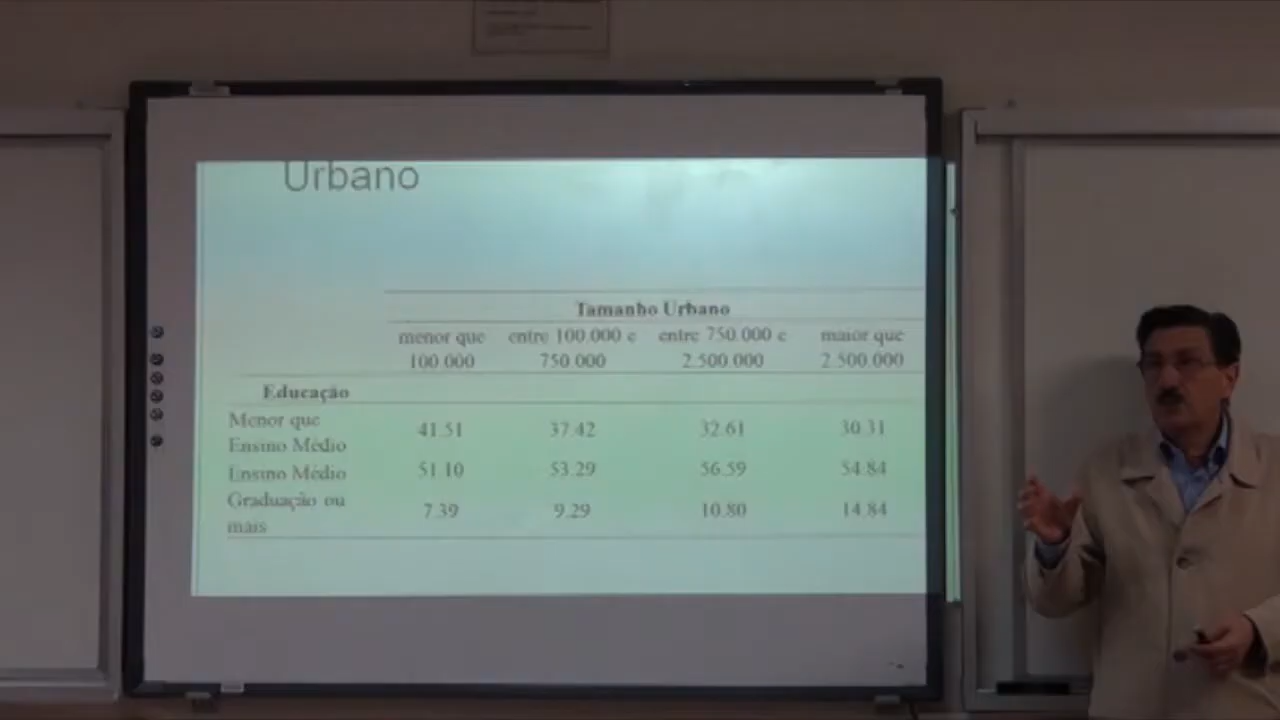 Urbano
Tamanho Urbano
menor que entre 100.000 e entre 750.000 e maior que
100.000 750.000 2.500.000 2.500.000
Educação
Menor que
Ensino Médio 41.51 37.42 32.61 30.31
Ensino Médio 51.10 53.29 56.59 54.84
Graduação ou
mais 7.39 9.29 10.80 14.84